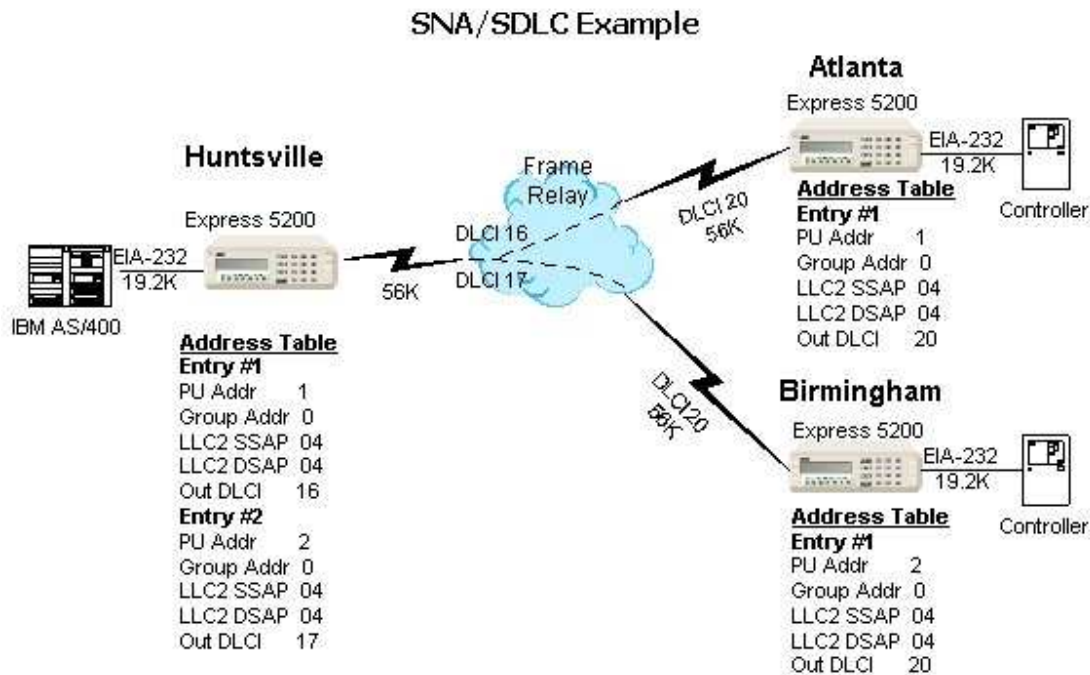 SNA/SDLC Example
Huntsville
Express 5200
EIA-232
19.2K
IBM AS/400
56K
Address Table
Entry #1
PU Addr 1
Group Addr 0
LLC2 SSAP 04
LLC2 DSAP 04
Out DLCI 16
Entry #2
PU Addr 2
Group Addr 0
LLC2 SSAP 04
LLC2 DSAP 04
Out DLCI 17
Frame
Relay
DLCI 16
DLCI 17
DLCI 20
56K
DLCI 20
56K
Atlanta
Express 5200
EIA-232
19.2K
Controller
Address Table
Entry #1
PU Addr 1
Group Addr 0
LLC2 SSAP 04
LLC2 DSAP 04
Out DLCI 20
Birmingham
Express 5200
EIA-232
19.2K
Controller
Address Table
Entry #1
PU Addr 2
Group Addr 0
LLC2 SSAP 04
LLC2 DSAP 04
Out DLCI 20